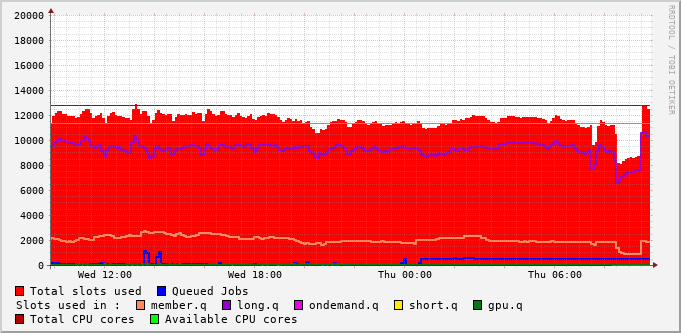 20000
18000
16000
14000
12000
10000
8000
6000
4000
2000
0
Wed 12:00 Wed 18:00 Thu 00:00 Thu 06:00
RRDTOOL / TOBI OETIKER
Total slots used Queued Jobs
Slots used in : member.q long.q ondemand.q short.q gpu.q
Total CPU cores Available CPU cores